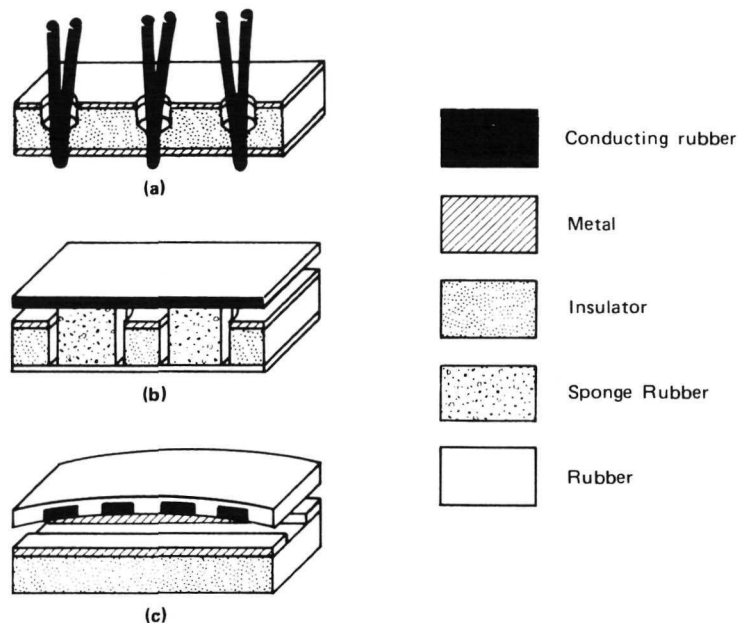 (a)
(b)
(c)
Conducting rubber
Metal
Insulator
Sponge Rubber
Rubber